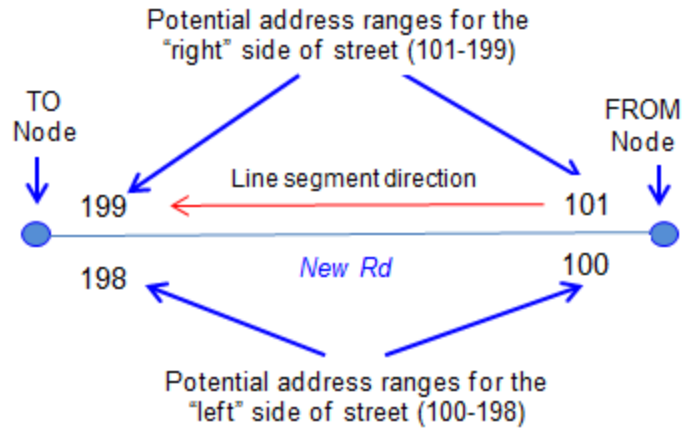 Potential address ranges for the
“right” side of street (101-199)
TO
Node
FROM
Node
Line segment direction
199
101
198
New Rd
100
Potential address ranges for the
“left” side of street (100-198)